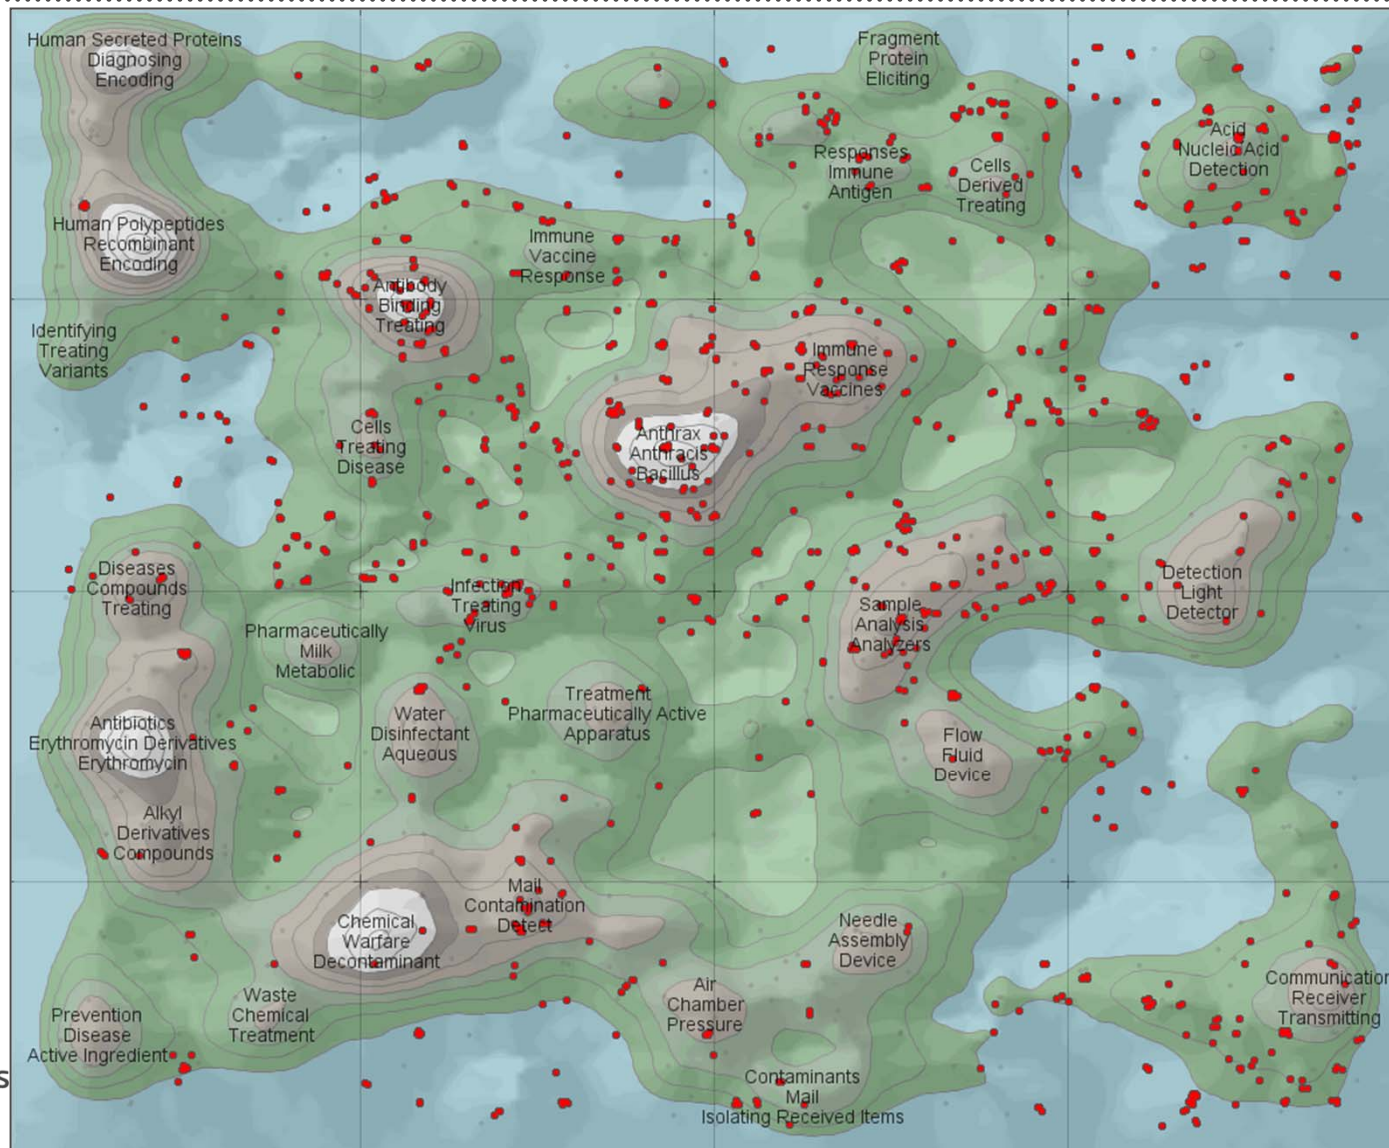 Human Secreted Proteins
Diagnosing
Encoding
Fragment
Protein
Eliciting
Acid
Nucleic Acid
Detection
Responses
Immune
Antigen
Cells
Derived
Treating
Human Polypeptides
Recombinant
Encoding
Immune
Vaccine
Response
Antibody
Binding
Treating
Identifying
Treating
Variants
Immune
Response
Vaccines
Cells
Treating
Disease
Anthrax
Anthracis
Bacillus
Diseases
Compounds
Treating
Infection
Treating
Virus
Detection
Light
Detector
Sample
Analysis
Analyzers
Pharmaceutically
Milk
Metabolic
Treatment
Pharmaceutically Active
Apparatus
Water
Disinfectant
Aqueous
Antibiotics
Erythromycin Derivatives
Erythromycin
Flow
Fluid
Device
Alkyl
Derivatives
Compounds
Mail
Contamination
Detect
Chemical
Warfare
Decontaminant
Needle
Assembly
Device
Communication
Receiver
Transmitting
Air
Chamber
Pressure
Waste
Chemical
Treatment
Prevention
Disease
Active Ingredient
s
Contaminants
Mail
Isolating Received Items